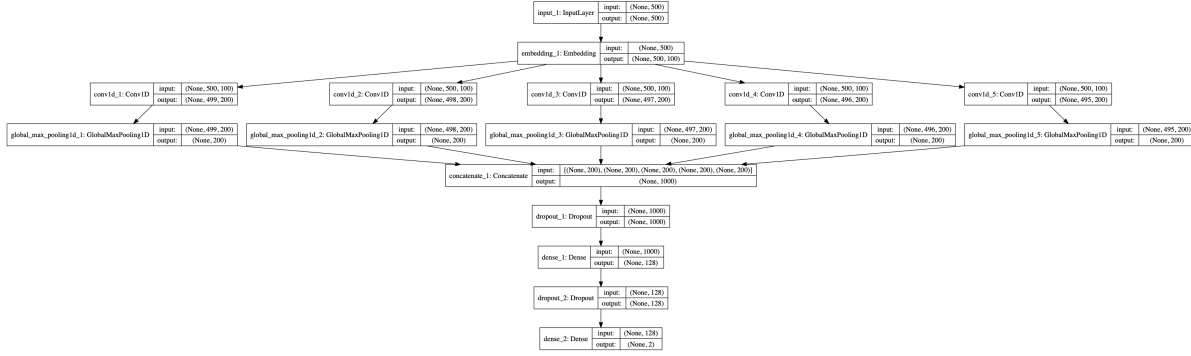 input_1: InputLayer input: (None, 500)
output: (None, 500)
embedding_1: Embedding input: (None, 500)
output: (None, 500, 100)
conv1d_1: Conv1D input: (None, 500, 100)
output: (None, 499, 200)
conv1d_2: Conv1D input: (None, 500, 100)
output: (None, 498, 200)
conv1d_3: Conv1D input: (None, 500, 100)
output: (None, 497, 200)
conv1d_4: Conv1D input: (None, 500, 100)
output: (None, 496, 200)
conv1d_5: Conv1D input: (None, 500, 100)
output: (None, 495, 200)
global_max_pooling1d_1: GlobalMaxPooling1D input: (None, 499, 200)
output: (None, 200)
global_max_pooling1d_2: GlobalMaxPooling1D input: (None, 498, 200)
output: (None, 200)
global_max_pooling1d_3: GlobalMaxPooling1D input: (None, 497, 200)
output: (None, 200)
global_max_pooling1d_4: GlobalMaxPooling1D input: (None, 496, 200)
output: (None, 200)
global_max_pooling1d_5: GlobalMaxPooling1D input: (None, 495, 200)
output: (None, 200)
concatenate_1: Concatenate input: [(None, 200), (None, 200), (None, 200), (None, 200), (None, 200)]
output: (None, 1000)
dropout_1: Dropout input: (None, 1000)
output: (None, 1000)
dense_1: Dense input: (None, 1000)
output: (None, 128)
dropout_2: Dropout input: (None, 128)
output: (None, 128)
dense_2: Dense input: (None, 128)
output: (None, 2)